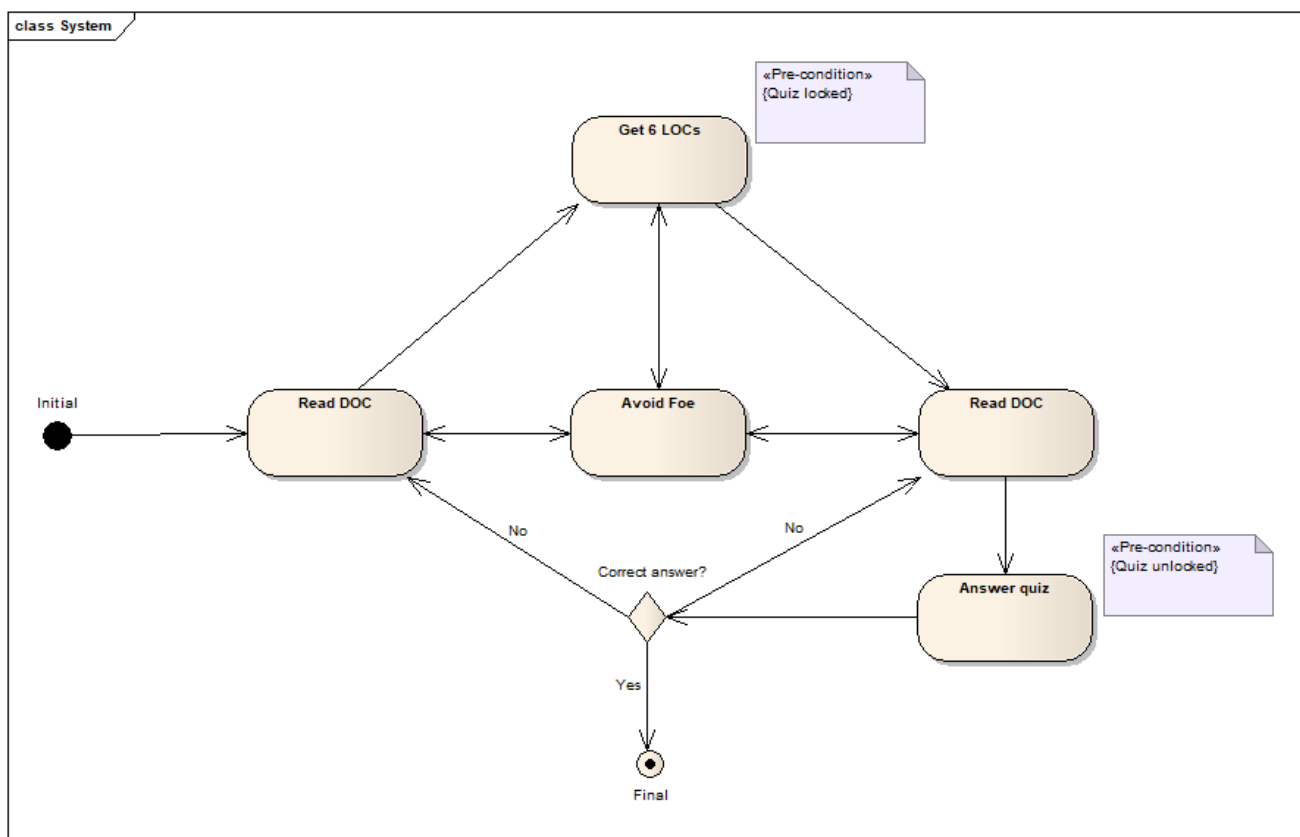 class System
«Pre-condition»
{Quiz locked}
Get 6 LOCs
Initial
Read DOC
Avoid Foe
Read DOC
No
No
Correct answer?
«Pre-condition»
{Quiz unlocked}
Answer quiz
Yes
Final